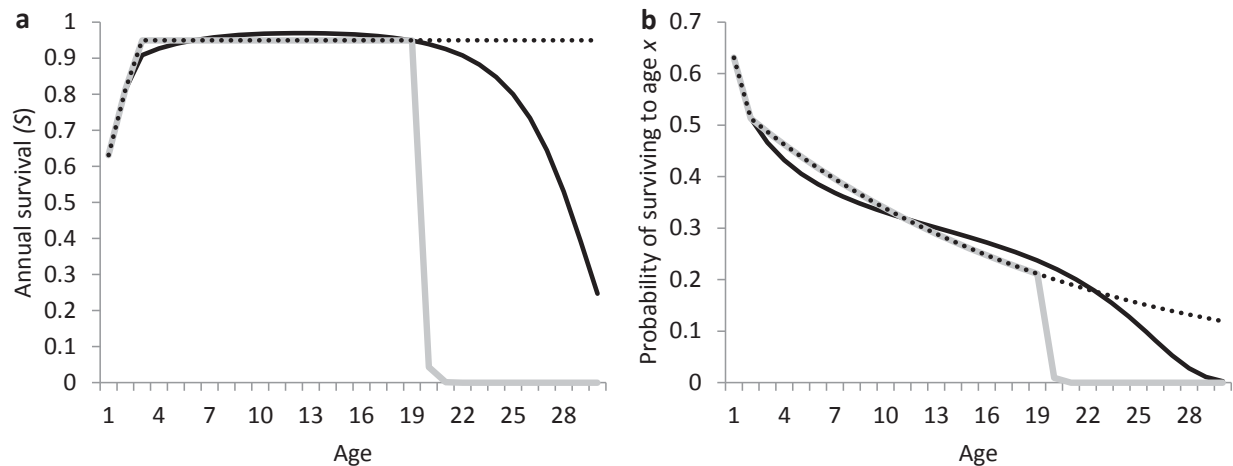 a
Annual survival (S)
1
0.9
0.8
0.7
0.6
0.5
0.4
0.3
0.2
0.1
0
1 4 7 10 13 16 19 22 25 28
Age
b
Probability of surviving to age x
0.7
0.6
0.5
0.4
0.3
0.2
0.1
0
1 4 7 10 13 16 19 22 25 28
Age